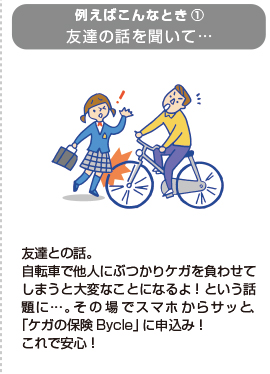 例えばこんなとき①
友達の話を聞いて…
友達との話。
自転車で他人にぶつかりケガを負わせて
しまうと大変なことになるよ！という話
題に…。その場でスマホからサッと、
「ケガの保険 Bycle」に申込み！
これで安心！